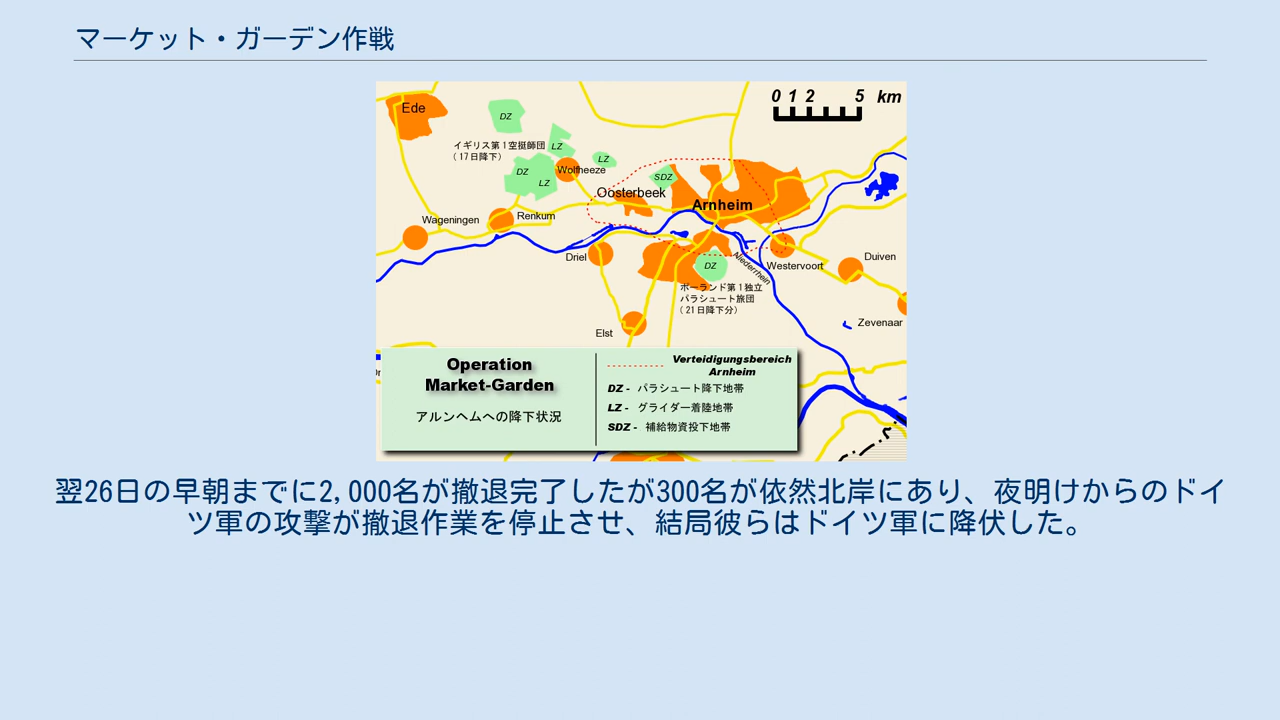 マーケット・ガーデン作戦
Ede
DZ
0 1 2 5 km
イギリス第1空挺師団
(17日降下)
LZ
LZ
DZ
LZ
Wolfheeze
SDZ
Oosterbeek
Arnheim
Wageningen
Renkum
Driel
DZ
Niederrhein
Westervoort
Duiven
ポーランド第1独立
パラシュート旅団
(21日降下分)
Elst
Zevenaar
Operation
Market-Garden
アルンヘムへの降下状況
Verteidigungsbereich
Arnheim
DZ - パラシュート降下地帯
LZ - グライダー着陸地帯
SDZ - 補給物資投下地帯
翌26日の早朝までに2,000名が撤退完了したが300名が依然北岸にあり、夜明けからのドイ
ツ軍の攻撃が撤退作業を停止させ、結局彼らはドイツ軍に降伏した。